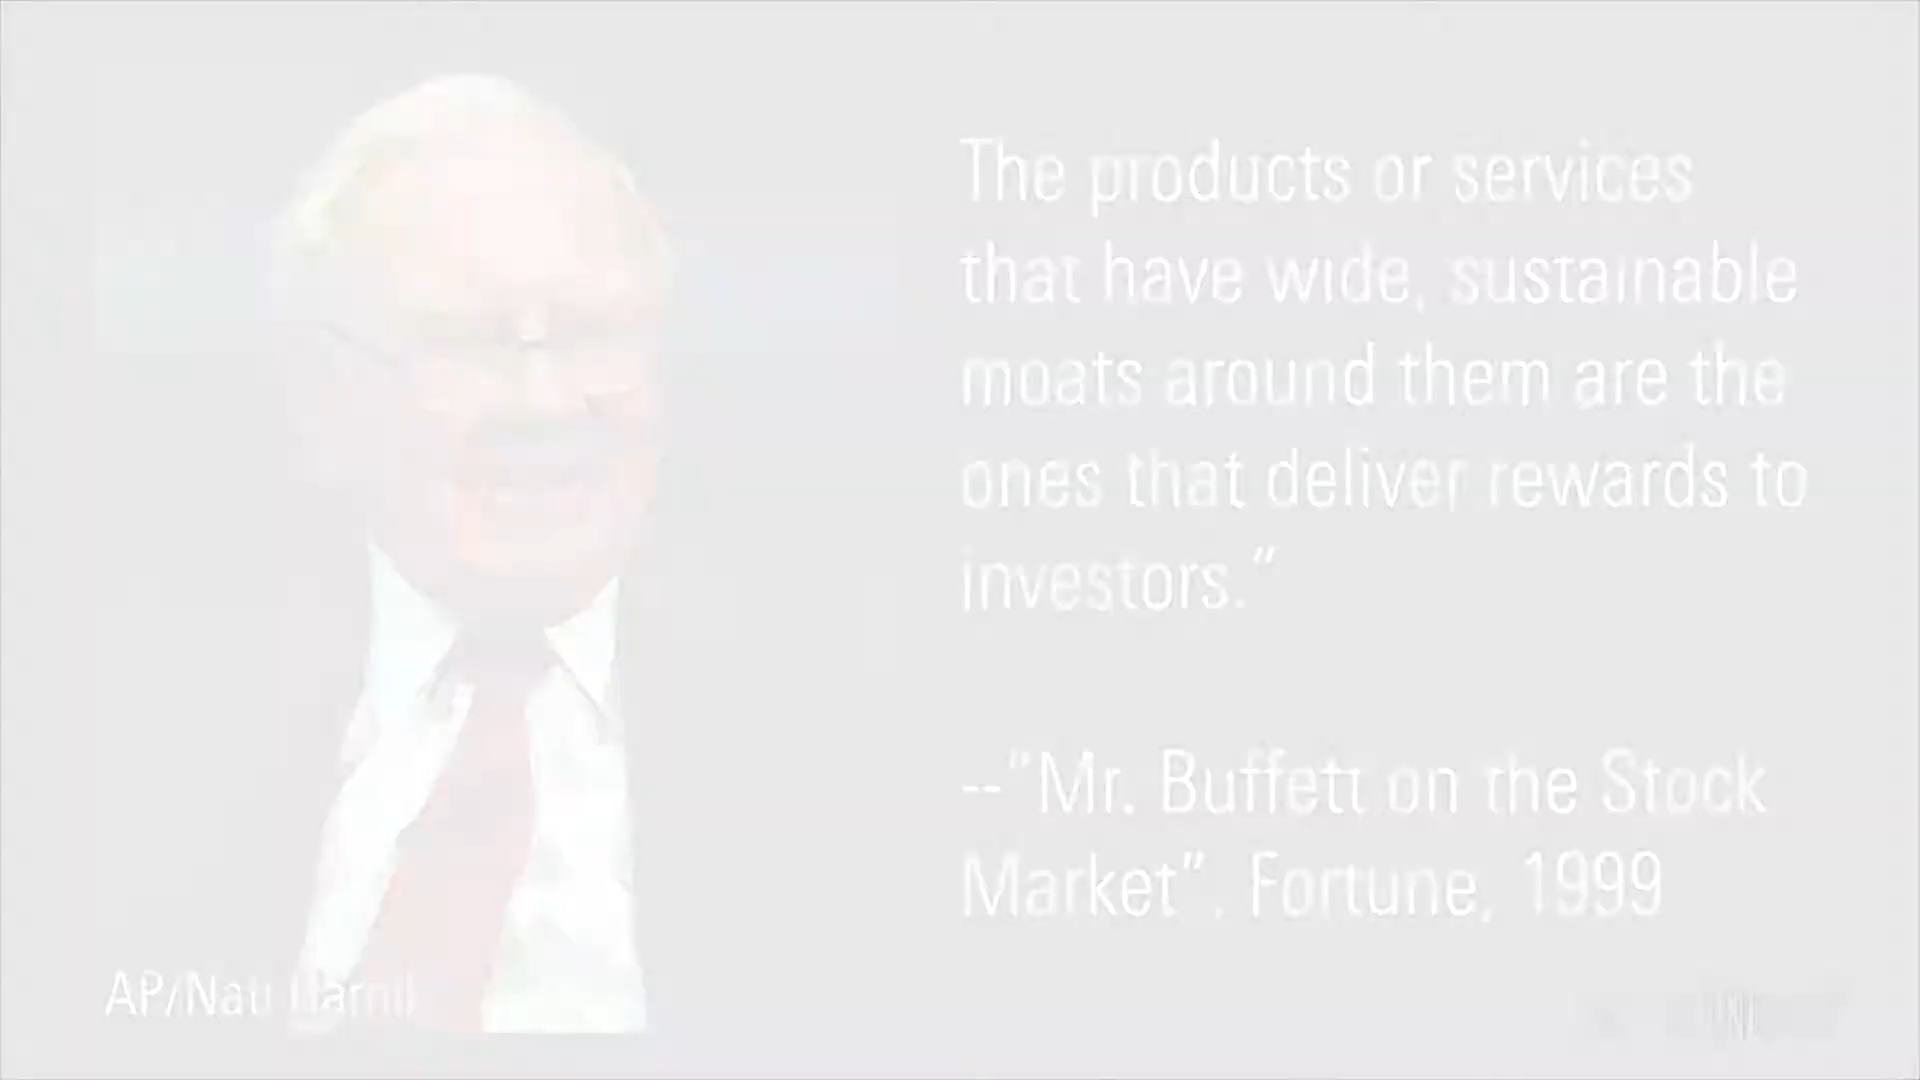 The products or services
that have wide, sustainable
moats around them are the
ones that deliver rewards to
investors.”
--“Mr. Buffett on the Stock
Market”. Fortune, 1999
AP/Nati Harnik